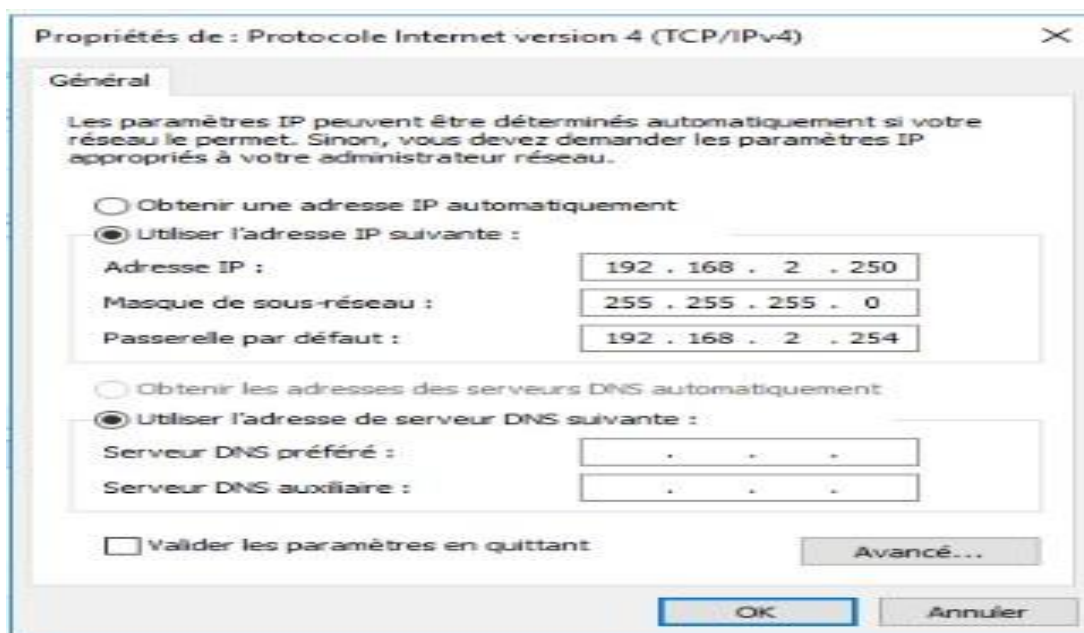 Propriétés de : Protocole Internet version 4 (TCP/IPv4)
Général
Les paramètres IP peuvent être déterminés automatiquement si votre
réseau le permet. Sinon, vous devez demander les paramètres IP
appropriés à votre administrateur réseau.
Obtenir une adresse IP automatiquement
Utiliser l'adresse IP suivante :
Adresse IP : 192 . 168 . 2 . 250
Masque de sous-réseau : 255 . 255 . 255 . 0
Passerelle par défaut : 192 . 168 . 2 . 254
Obtenir les adresses des serveurs DNS automatiquement
Utiliser l'adresse de serveur DNS suivante :
Serveur DNS préféré : . . .
Serveur DNS auxiliaire : . . .
Valider les paramètres en quittant
Avancé...
OK Annuler